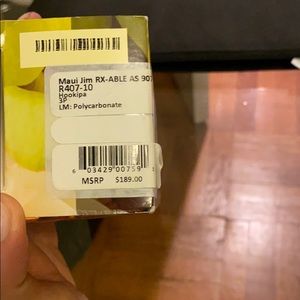 Maui Jim RX-ABLE AS 90
R407-10
Hookipa
3P
LM: Polycarbonate
6 03429 00759
MSRP $189.00